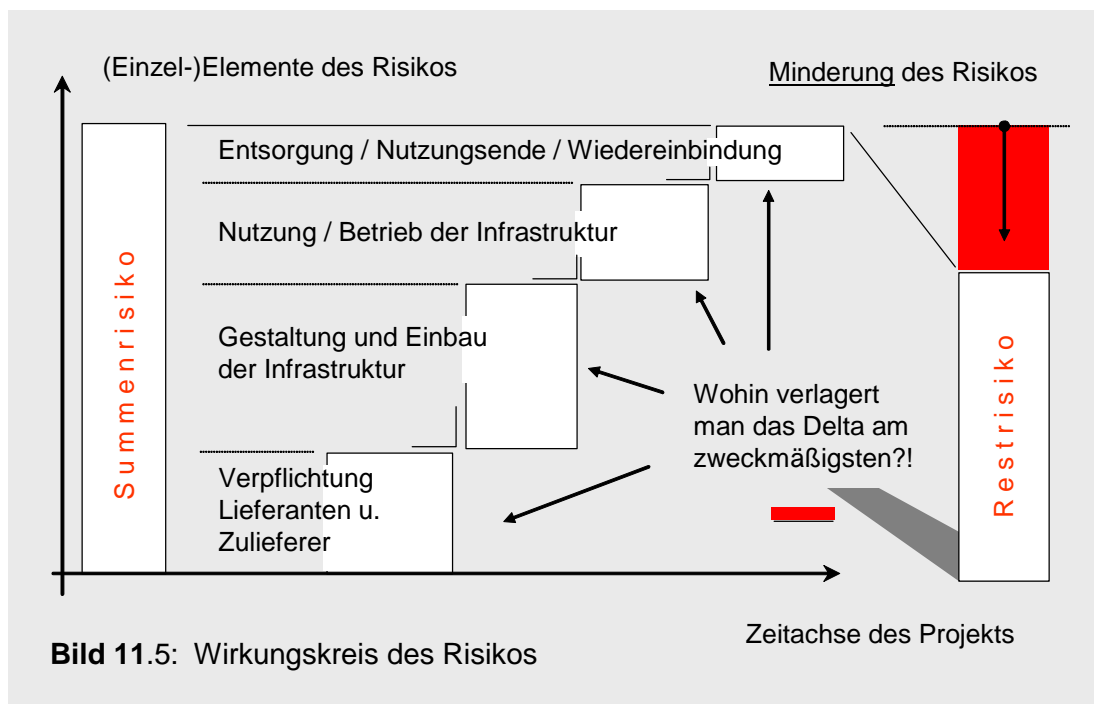 (Einzel-)Elemente des Risikos
Minderung des Risikos
Summenrisiko
Entsorgung / Nutzungsende / Wiedereinbindung
Nutzung / Betrieb der Infrastruktur
Gestaltung und Einbau
der Infrastruktur
Verpflichtung
Lieferanten u.
Zulieferer
Wohin verlagert
man das Delta am
zweckmäßigsten?!
Restrisiko
Zeitachse des Projekts
Bild 11.5: Wirkungskreis des Risikos